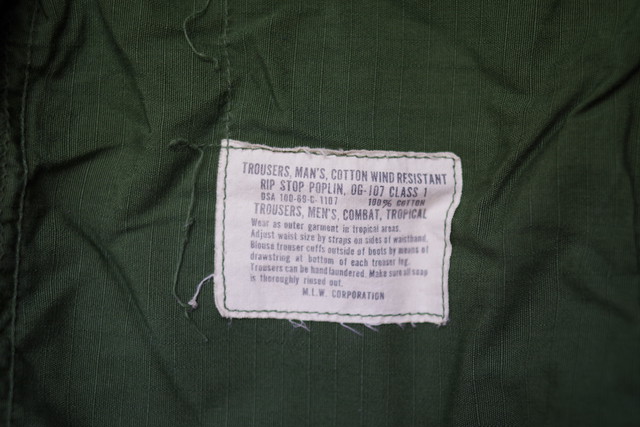 TROUSERS, MAN'S, COTTON WIND RESISTANT
RIP STOP POPLIN, OG-107 CLASS 1
DSA 100-69-C-1107 100% COTTON
TROUSERS, MEN'S, COMBAT, TROPICAL
Wear as outer garment in tropical areas.
Adjust waist size by straps on sides of waistband.
Blouse trouser cuffs outside of boots by means of
drawstring at bottom of each trouser leg.
Trousers can be hand laundered. Make sure all soap
is thoroughly rinsed out.
M.L.W. CORPORATION